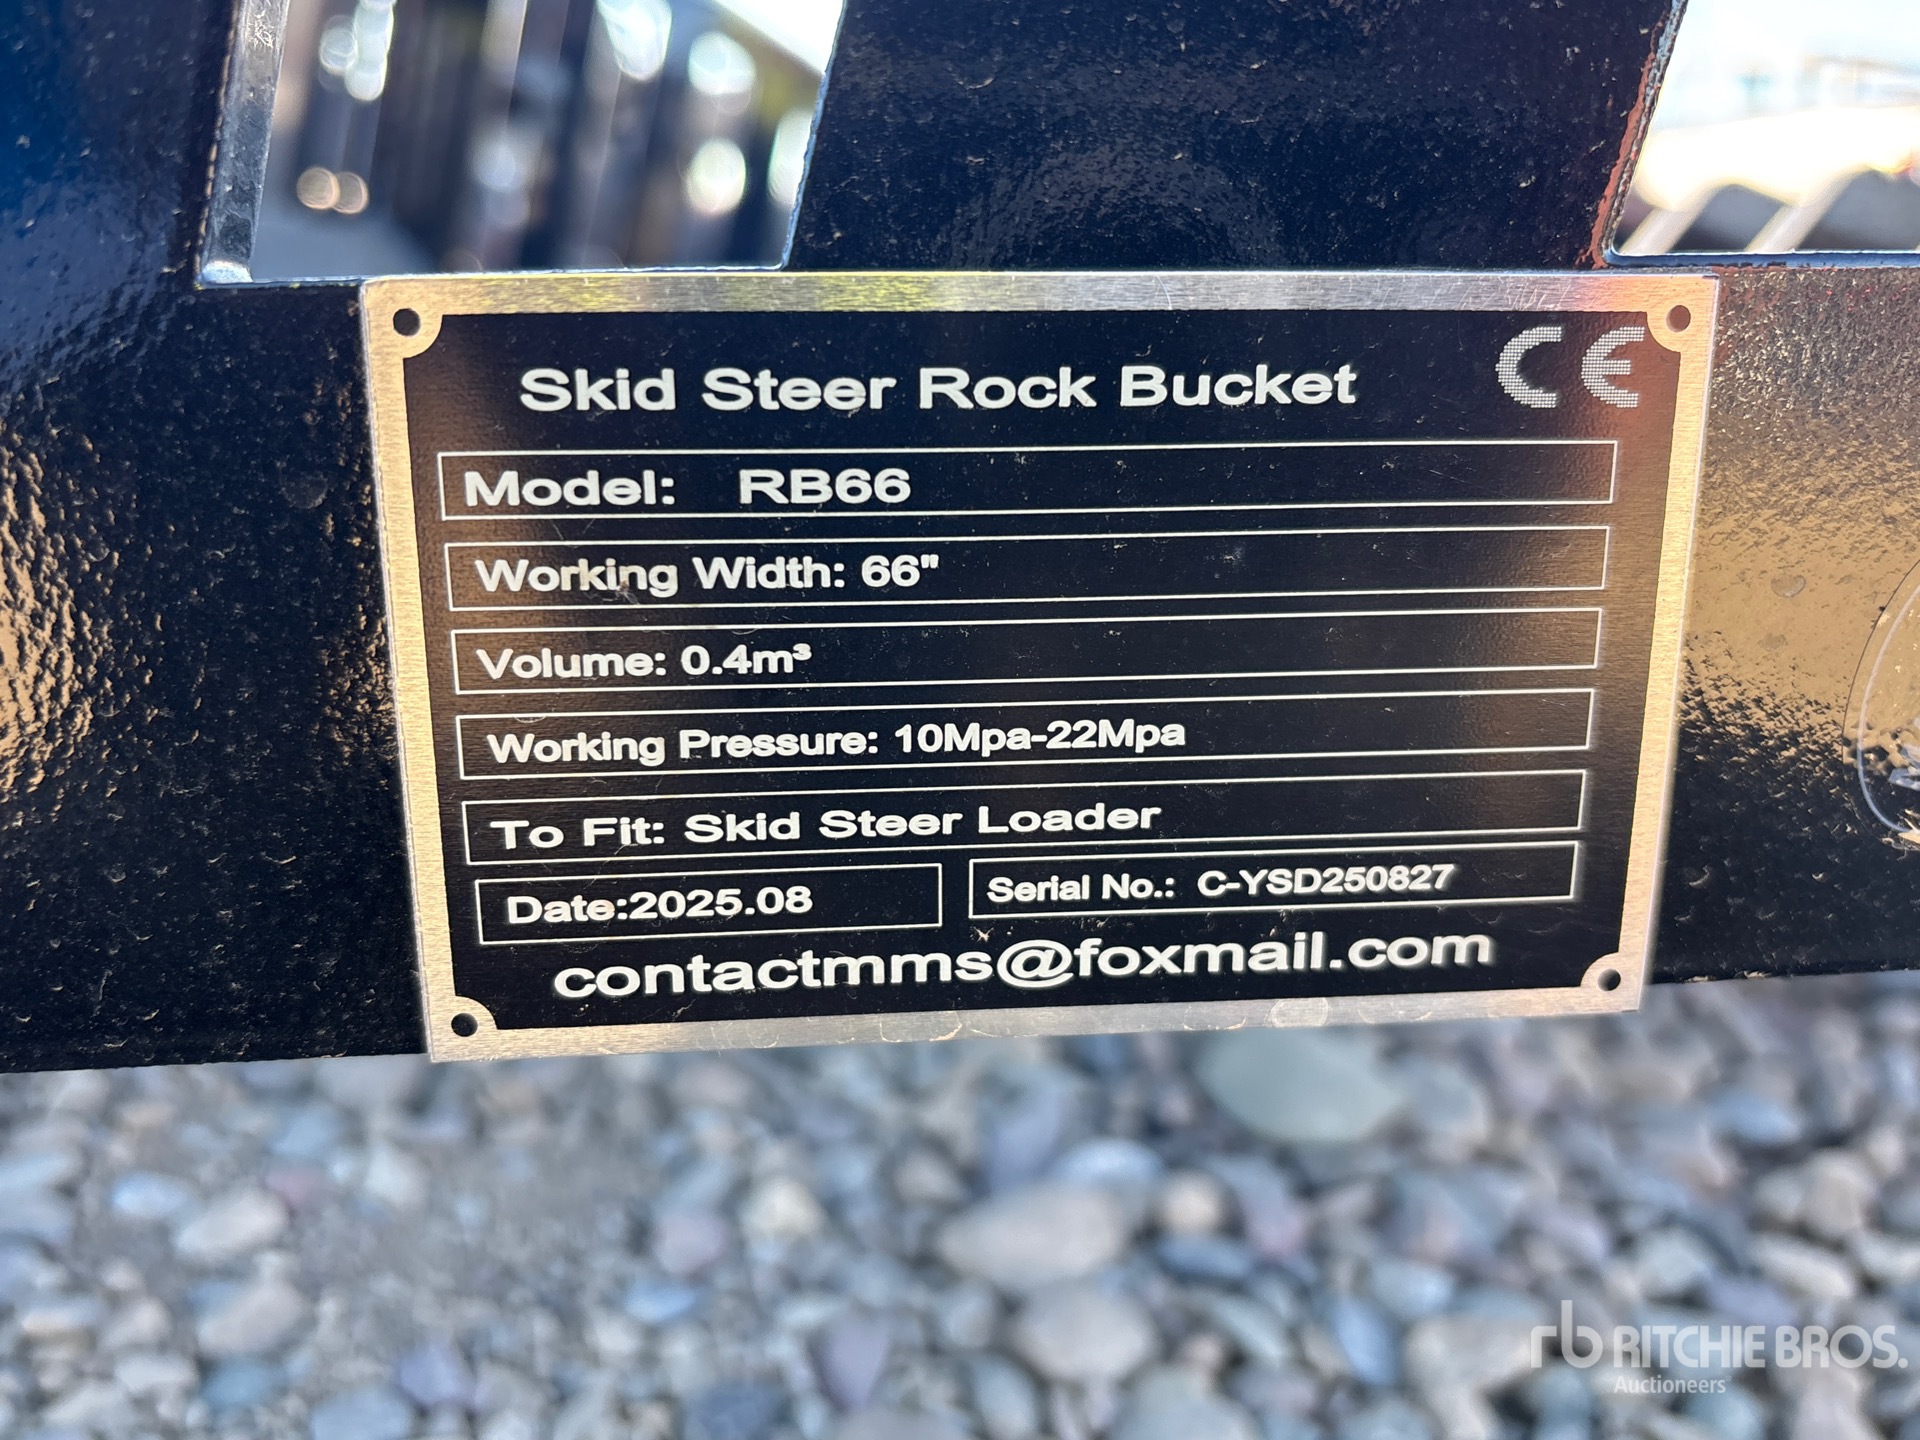 Skid Steer Rock Bucket
CE
Model: RB66
Working Width: 66"
Volume: 0.4m³
Working Pressure: 10Mpa-22Mpa
To Fit: Skid Steer Loader
Date:2025.08
Serial No.: C-YSD250827
contactmms@foxmail.com
rb RITCHIE BROS.
Auctioneers